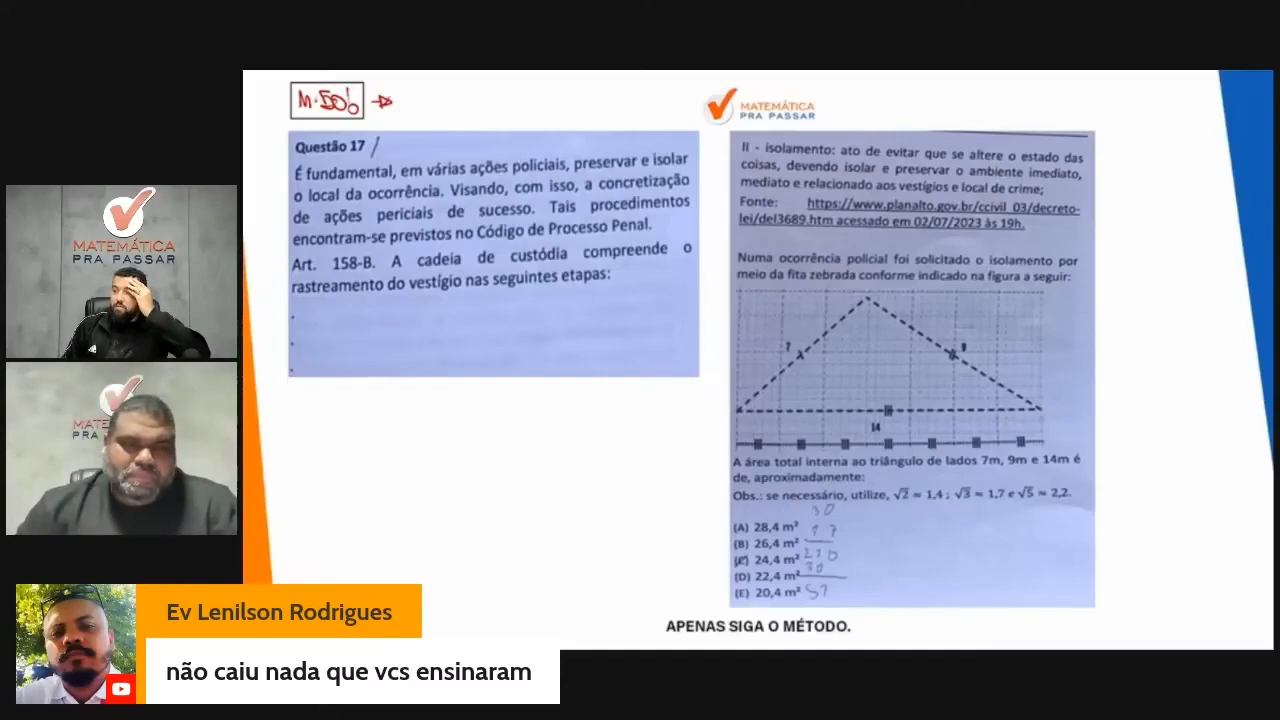 M.50b
MATEMÁTICA
PRA PASSAR
Questão 17
É fundamental, em várias ações policiais, preservar e isolar
o local da ocorrência. Visando, com isso, a concretização
de ações periciais de sucesso. Tais procedimentos
encontram-se previstos no Código de Processo Penal.
Art. 158-B. A cadeia de custódia compreende o
rastreamento do vestígio nas seguintes etapas:
II - isolamento: ato de evitar que se altere o estado das
coisas, devendo isolar e preservar o ambiente imediato,
mediato e relacionado aos vestígios e local de crime;
Fonte: https://www.planalto.gov.br/ccivil_03/decreto-
lei/del3689.htm acessado em 02/07/2023 às 19h.
Numa ocorrência policial foi solicitado o isolamento por
meio da fita zebrada conforme indicado na figura a seguir:
7
9
14
A área total interna ao triângulo de lados 7m, 9m e 14m é
de, aproximadamente:
Obs.: se necessário, utilize, √2 = 1,4 ; √3 = 1,7 e √5 = 2,2.
(A) 28,4 m²
(B) 26,4 m²
(C) 24,4 m²
(D) 22,4 m²
(E) 20,4 m²
30
17
210
30
51
APENAS SIGA O MÉTODO.
MATEMÁTICA
PRA PASSAR
Ev Lenilson Rodrigues
não caiu nada que vcs ensinaram